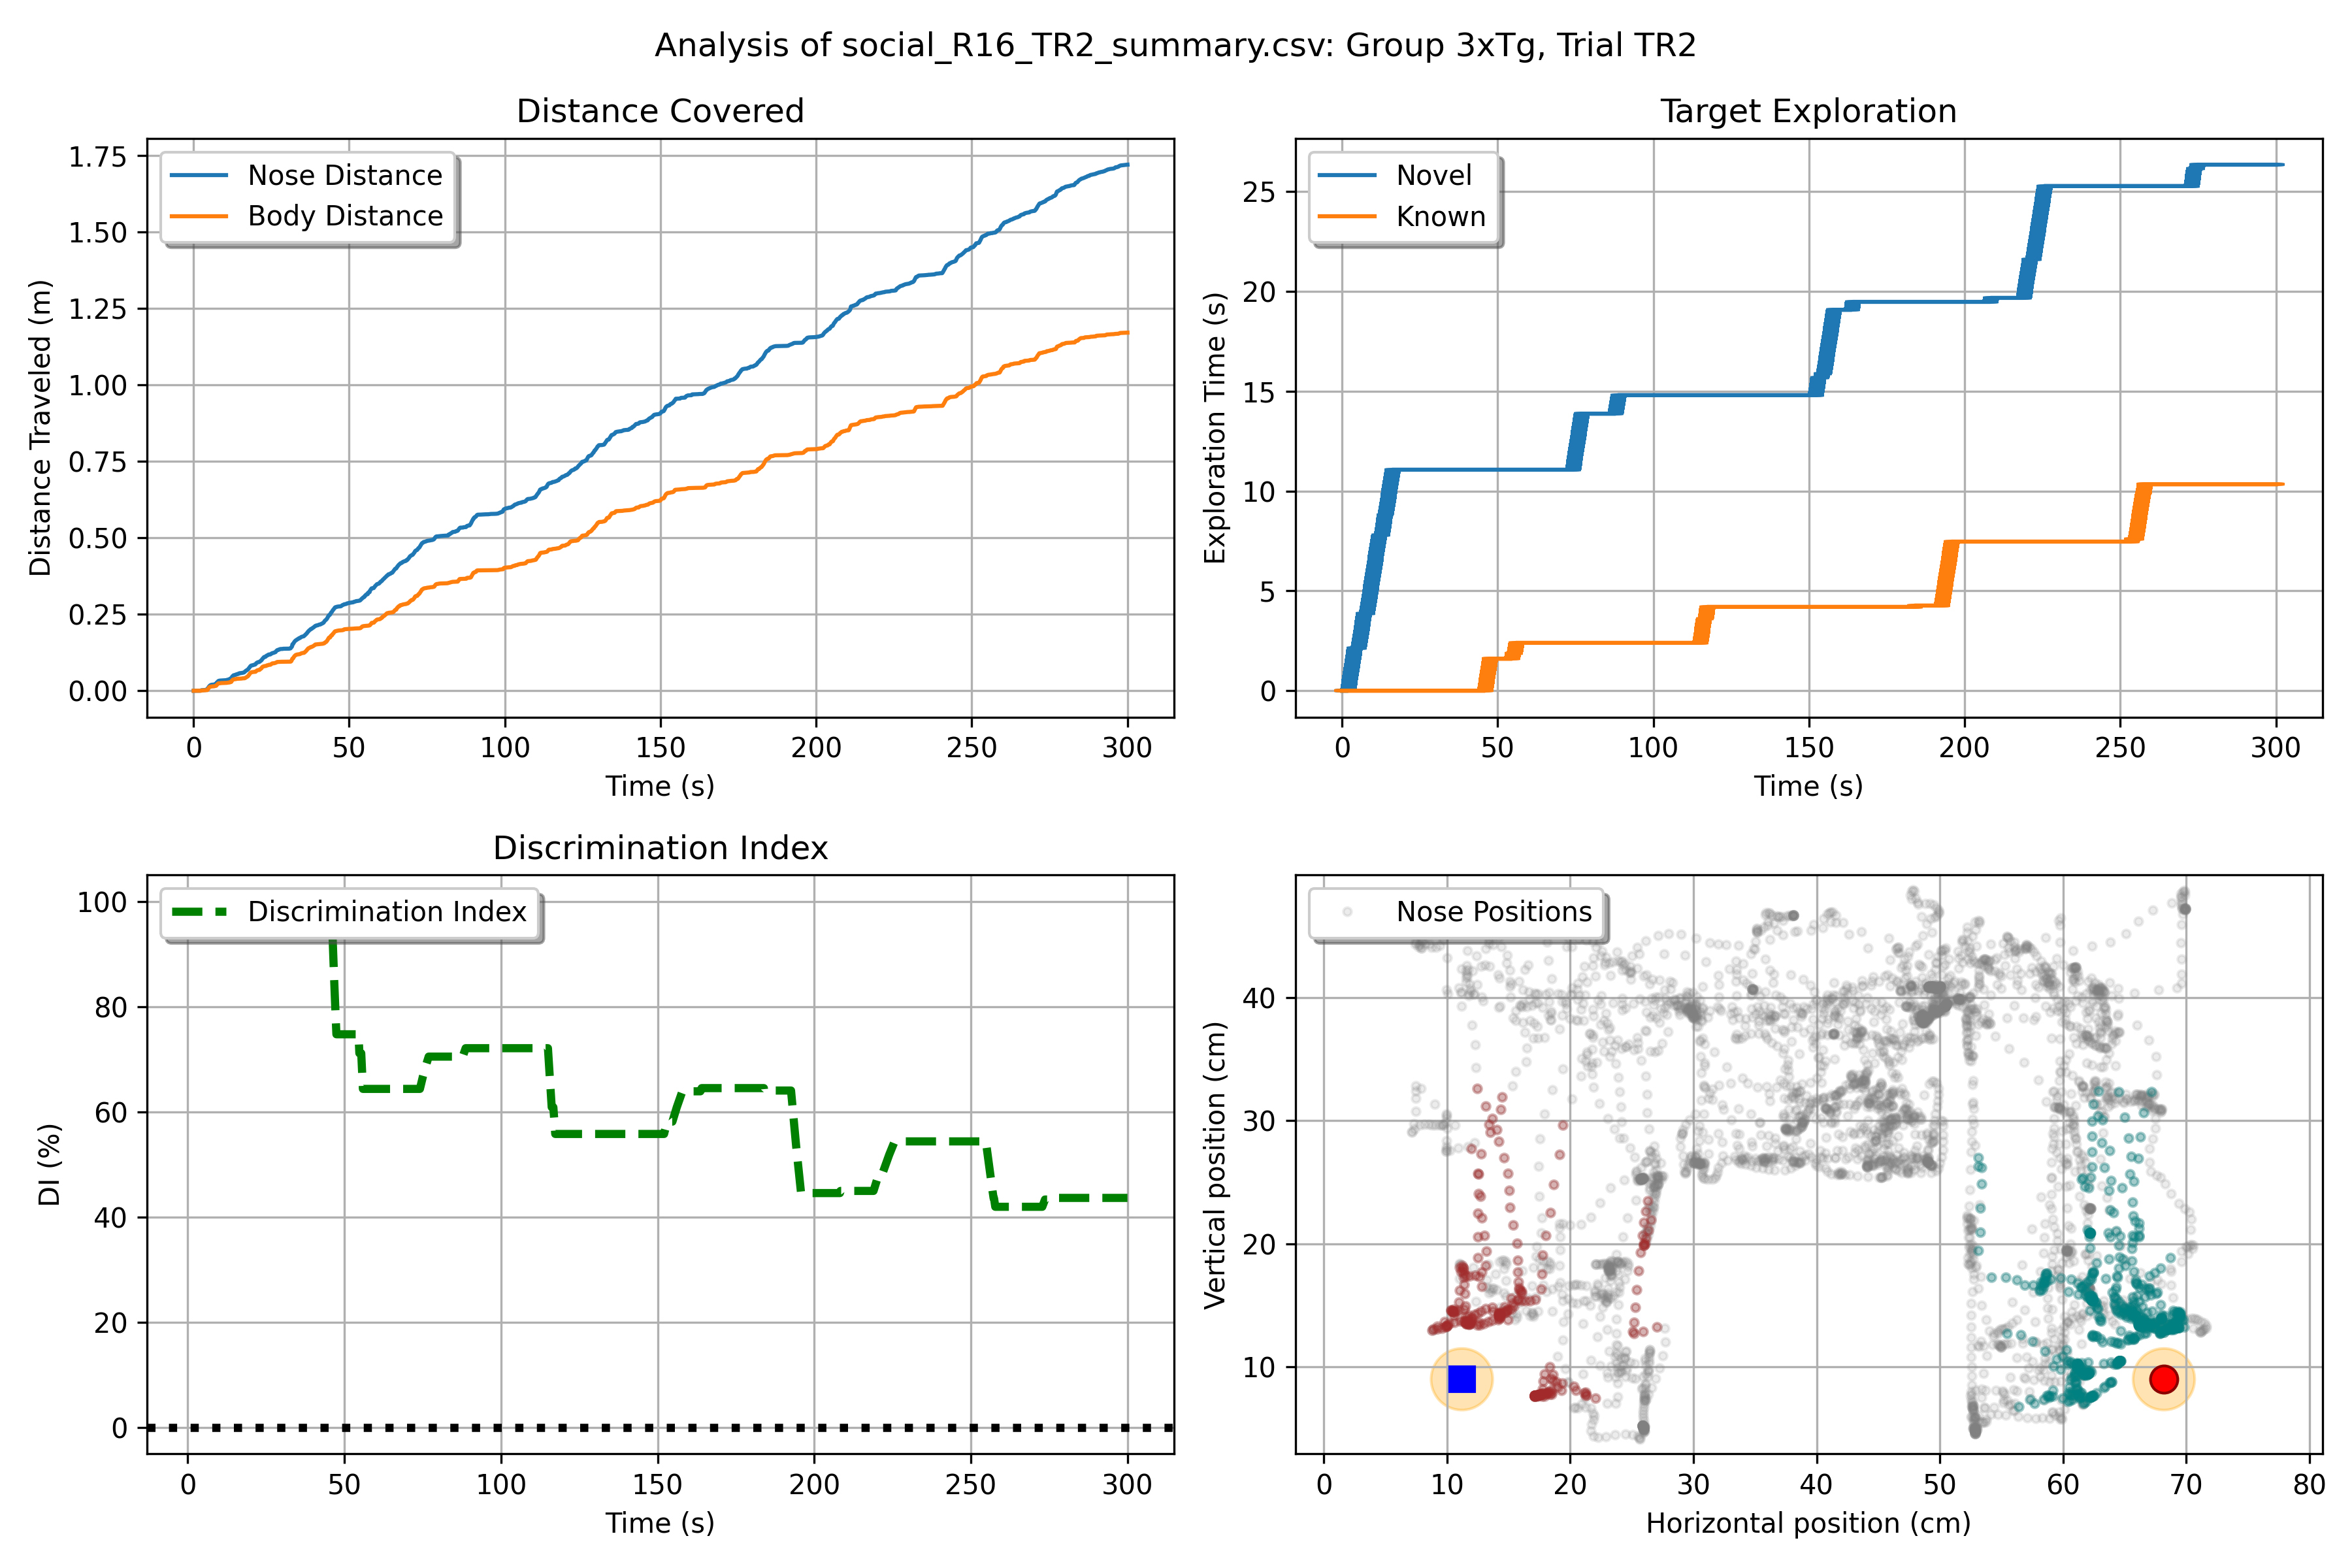 Analysis of social_R16_TR2_summary.csv: Group 3xTg, Trial TR2
Distance Covered
Nose Distance
Body Distance
Distance Traveled (m)
1.75
1.50
1.25
1.00
0.75
0.50
0.25
0.00
0 50 100 150 200 250 300
Time (s)
Target Exploration
Novel
Known
Exploration Time (s)
25
20
15
10
5
0
0 50 100 150 200 250 300
Time (s)
Discrimination Index
Discrimination Index
DI (%)
100
80
60
40
20
0
0 50 100 150 200 250 300
Time (s)
Nose Positions
Vertical position (cm)
40
30
20
10
0 10 20 30 40 50 60 70 80
Horizontal position (cm)